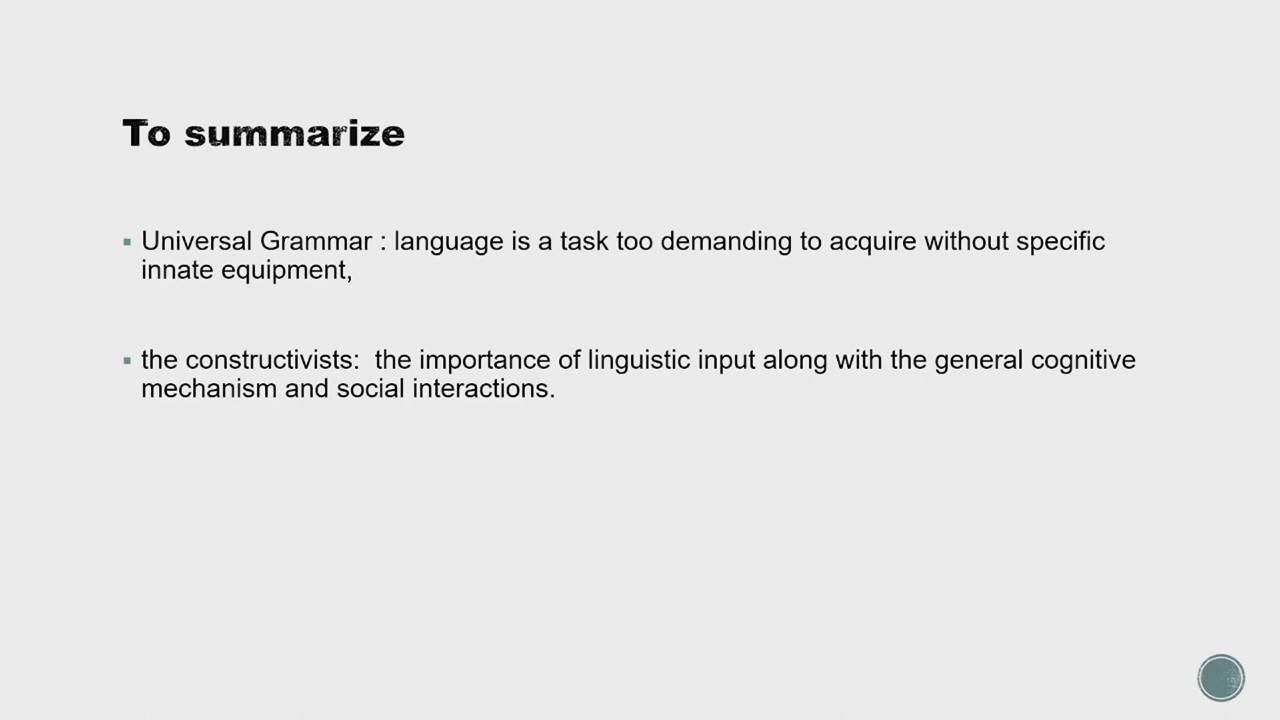 To summarize
▪ Universal Grammar : language is a task too demanding to acquire without specific
innate equipment,
▪ the constructivists:  the importance of linguistic input along with the general cognitive
mechanism and social interactions.